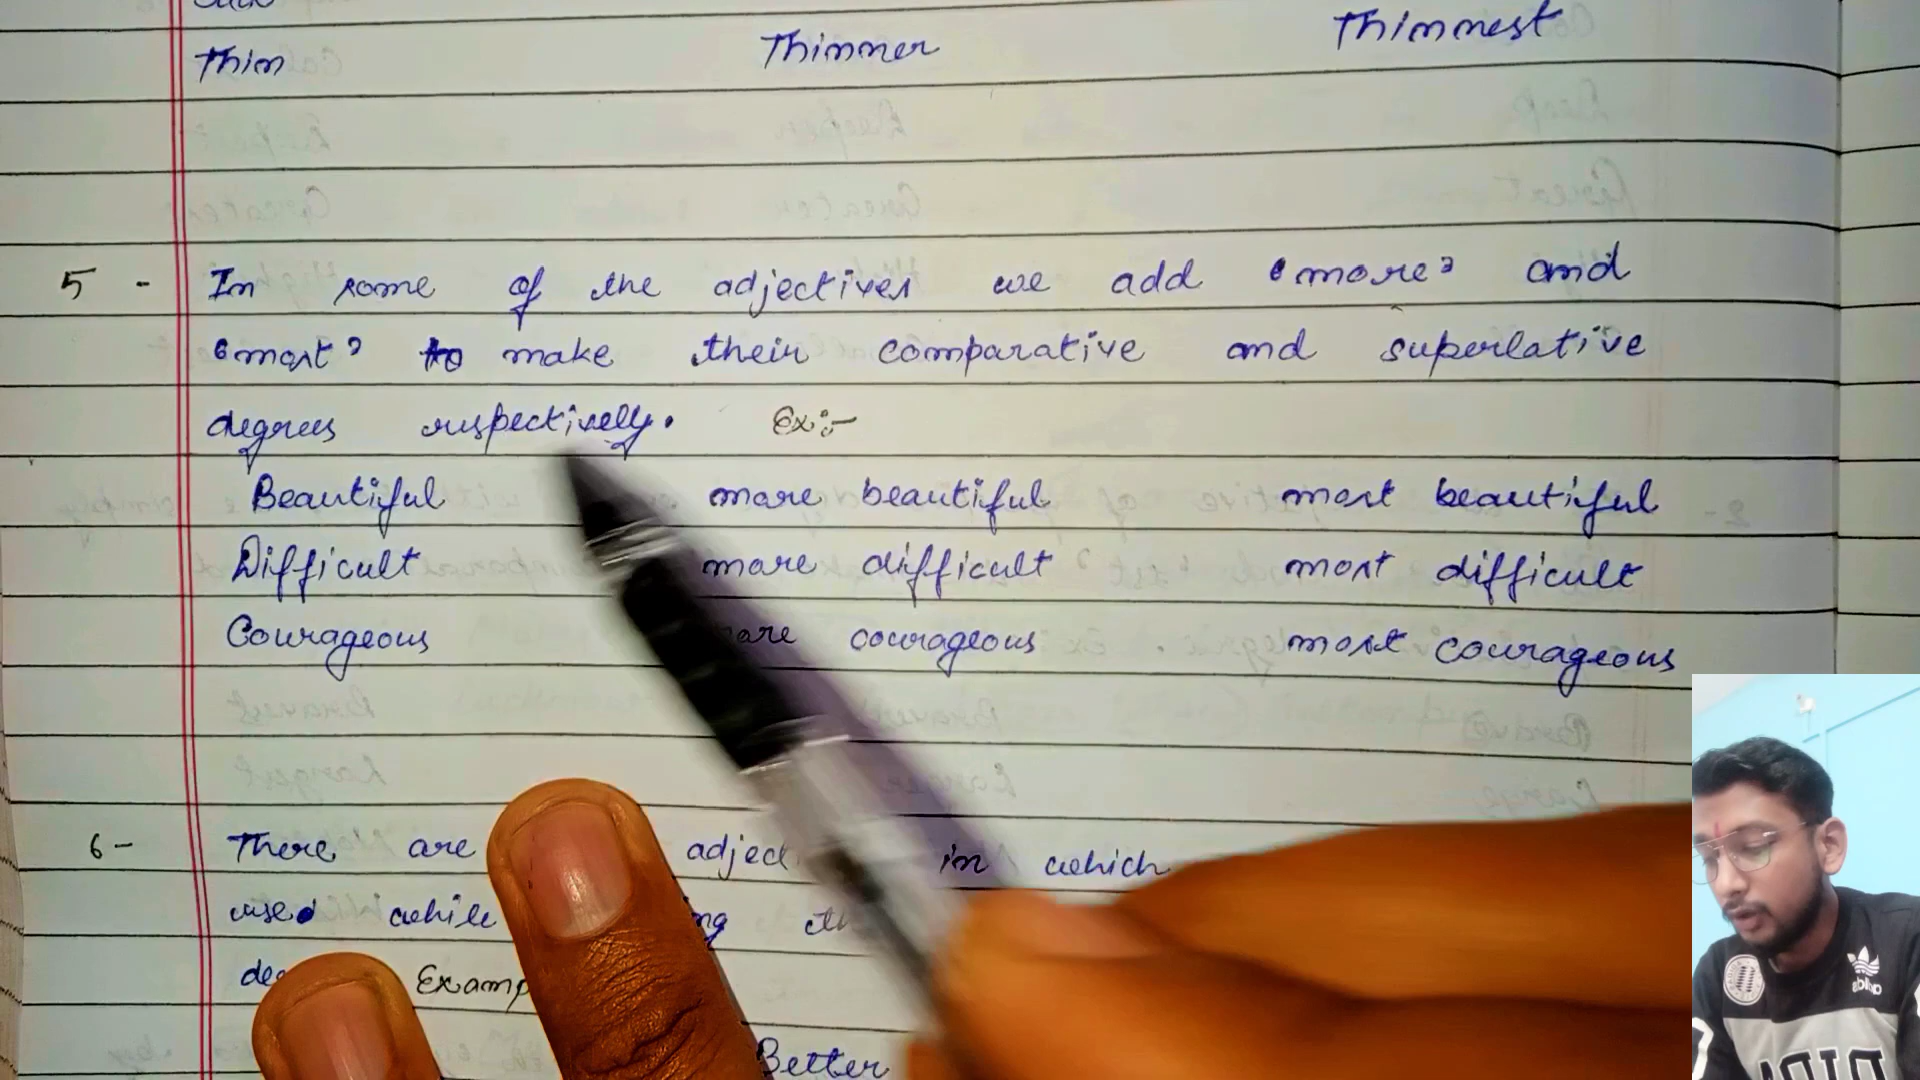 Thin Thinner Thinnest
5 - In some of the adjectives we add "more" and
"most" to make their comparative and superlative
degrees respectively. Ex:-
Beautiful more beautiful most beautiful
Difficult more difficult most difficult
Courageous more courageous most courageous
6- There are in which
used while
Better